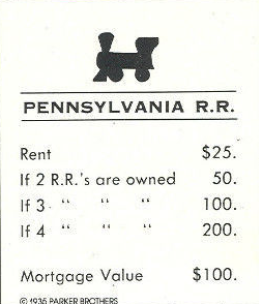 PENNSYLVANIA R.R.
Rent $25.
If 2 R.R.'s are owned 50.
If 3 " " " 100.
If 4 " " " 200.
Mortgage Value $100.
© 1935 PARKER BROTHERS